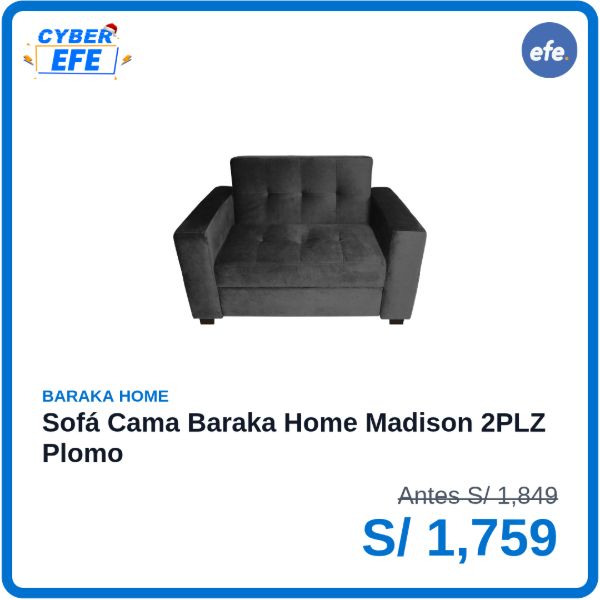 CYBER
EFE
efe.
BARAKA HOME
Sofá Cama Baraka Home Madison 2PLZ
Plomo
Antes S/ 1,849
S/ 1,759